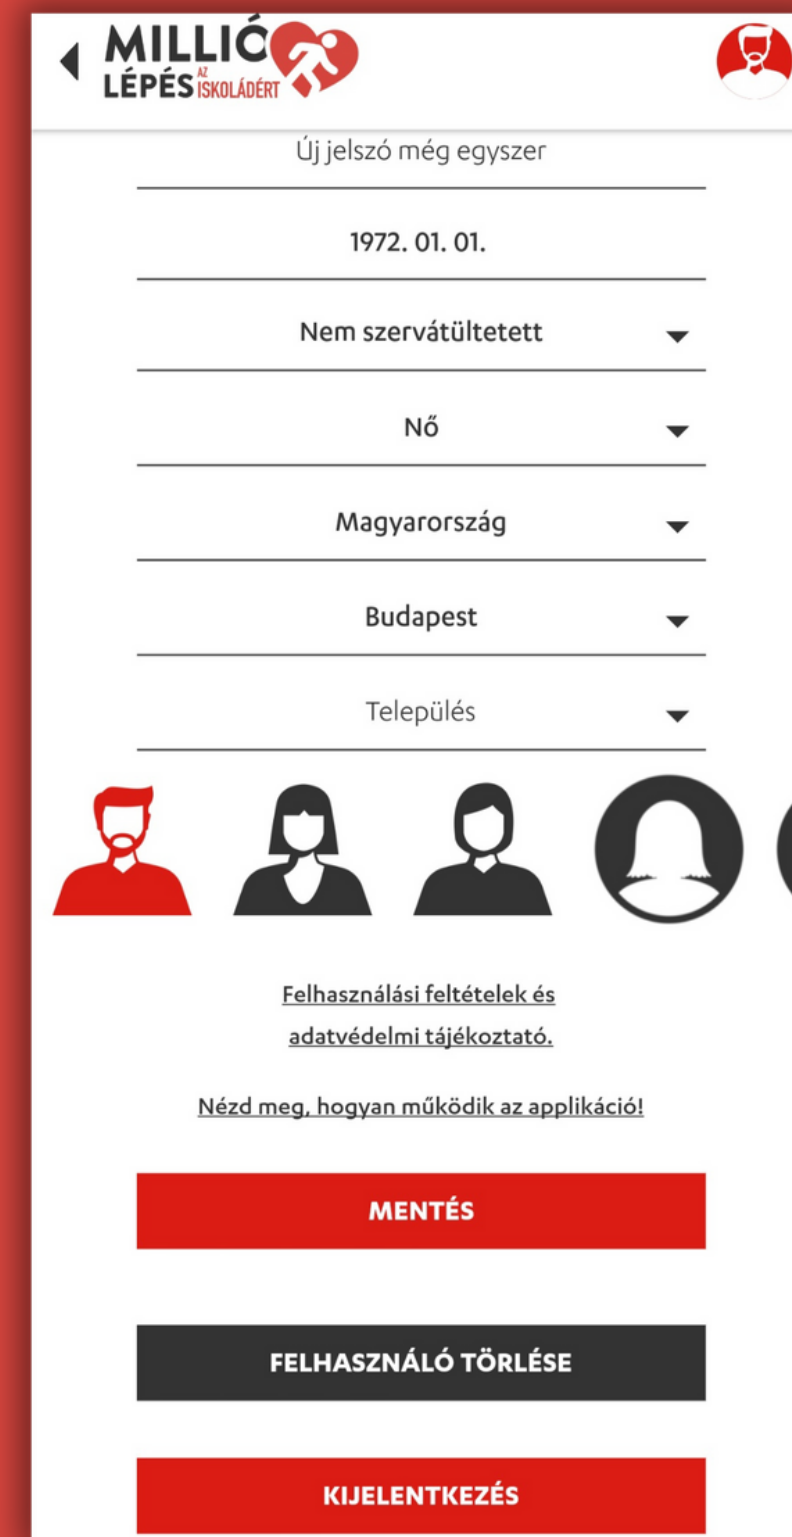 MILLIÓ
LÉPÉS AZ ISKOLÁDÉRT
Új jelszó még egyszer
1972. 01. 01.
Nem szervátültetett
Nő
Magyarország
Budapest
Település
Felhasználási feltételek és
adatvédelmi tájékoztató.
Nézd meg, hogyan működik az applikáció!
MENTÉS
FELHASZNÁLÓ TÖRLÉSE
KIJELENTKEZÉS